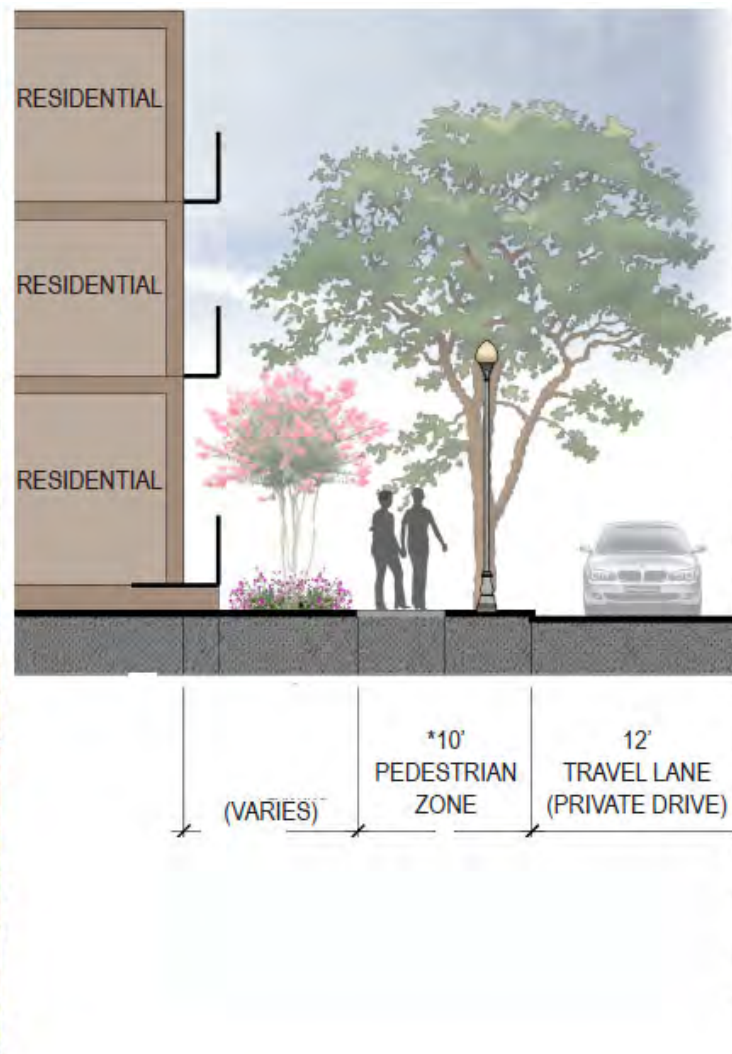 RESIDENTIAL
RESIDENTIAL
RESIDENTIAL
(VARIES)
*10’
PEDESTRIAN
ZONE
12’
TRAVEL LANE
(PRIVATE DRIVE)